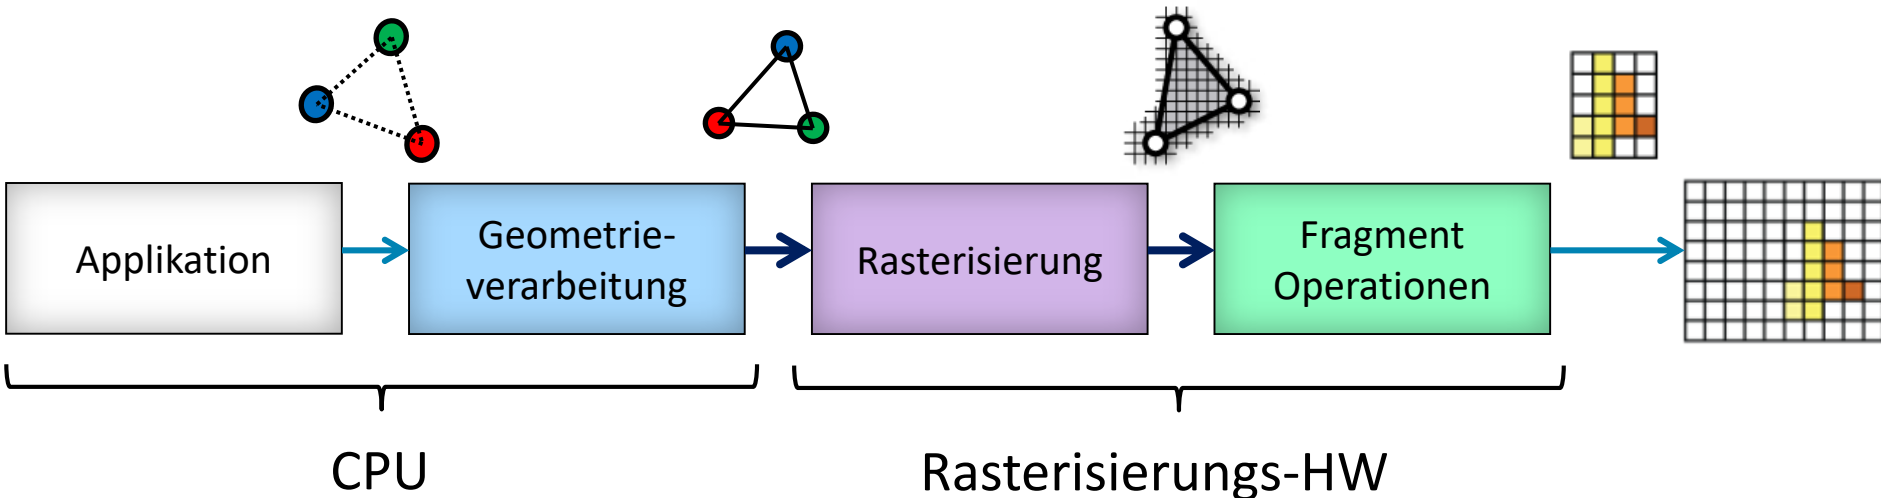 Applikation
Geometrie-
verarbeitung
Rasterisierung
Fragment
Operationen
CPU
Rasterisierungs-HW